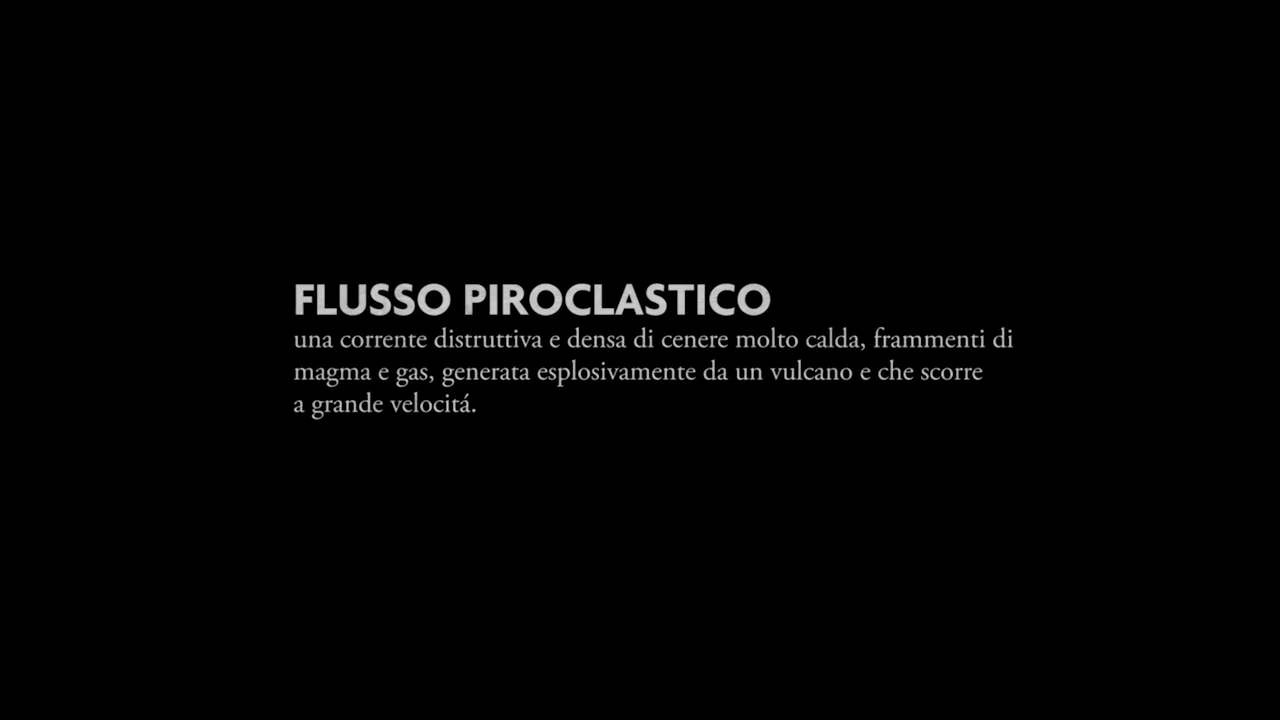 FLUSSO PIROCLASTICO
una corrente distruttiva e densa di cenere molto calda, frammenti di
magma e gas, generata esplosivamente da un vulcano e che scorre
a grande velocitá.